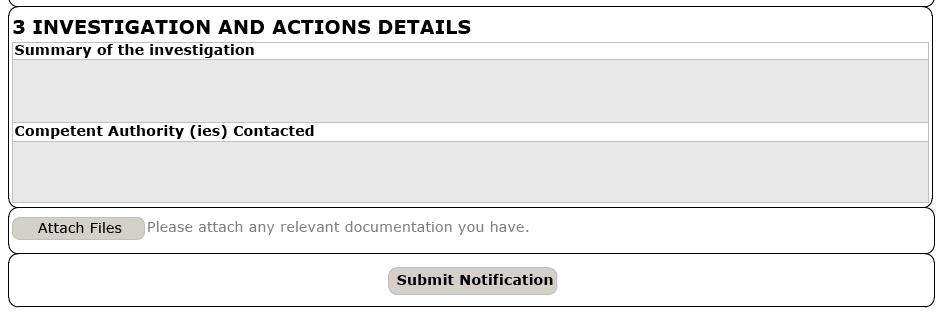 3 INVESTIGATION AND ACTIONS DETAILS
Summary of the investigation
Competent Authority (ies) Contacted
Attach Files Please attach any relevant documentation you have.
Submit Notification